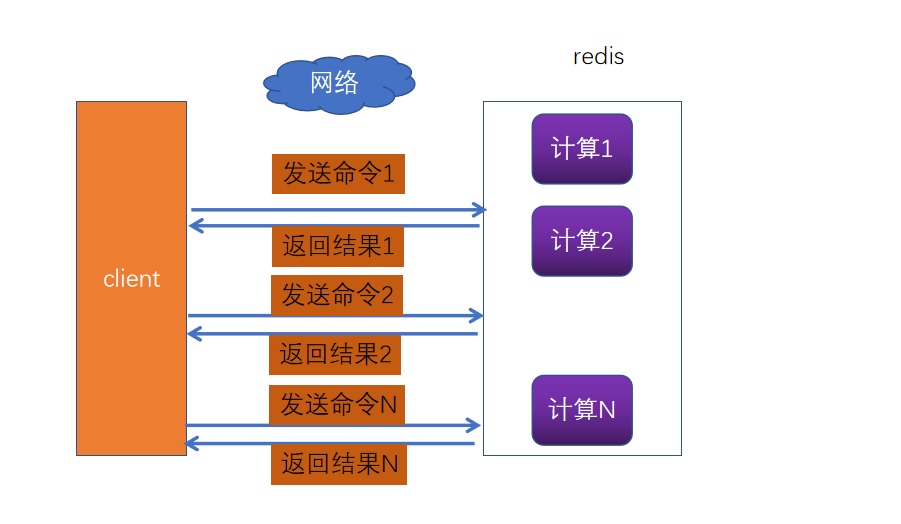 redis
网络
计算1
发送命令1
计算2
返回结果1
client
发送命令2
返回结果2
发送命令N
计算N
返回结果N